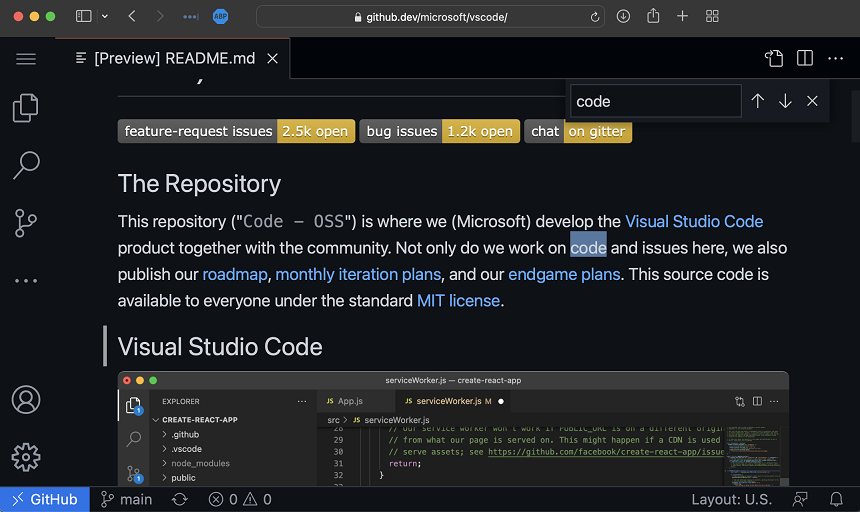 ABP
github.dev/microsoft/vscode/
[Preview] README.md
code
feature-request issues 2.5k open bug issues 1.2k open chat on gitter
The Repository
This repository ("Code - OSS") is where we (Microsoft) develop the Visual Studio Code
product together with the community. Not only do we work on code and issues here, we also
publish our roadmap, monthly iteration plans, and our endgame plans. This source code is
available to everyone under the standard MIT license.
Visual Studio Code
serviceWorker.js — create-react-app
EXPLORER
JS App.js
JS serviceWorker.js M
CREATE-REACT-APP
src > JS serviceWorker.js
.github
.vscode
node_modules
public
28 // Our service worker won't work if PUBLIC_URL is on a different origin
29 // from what our page is served on. This might happen if a CDN is used
30 // serve assets; see https://github.com/facebook/create-react-app/issue
31 return;
32 }
1
1
GitHub main 0 0 Layout: U.S.